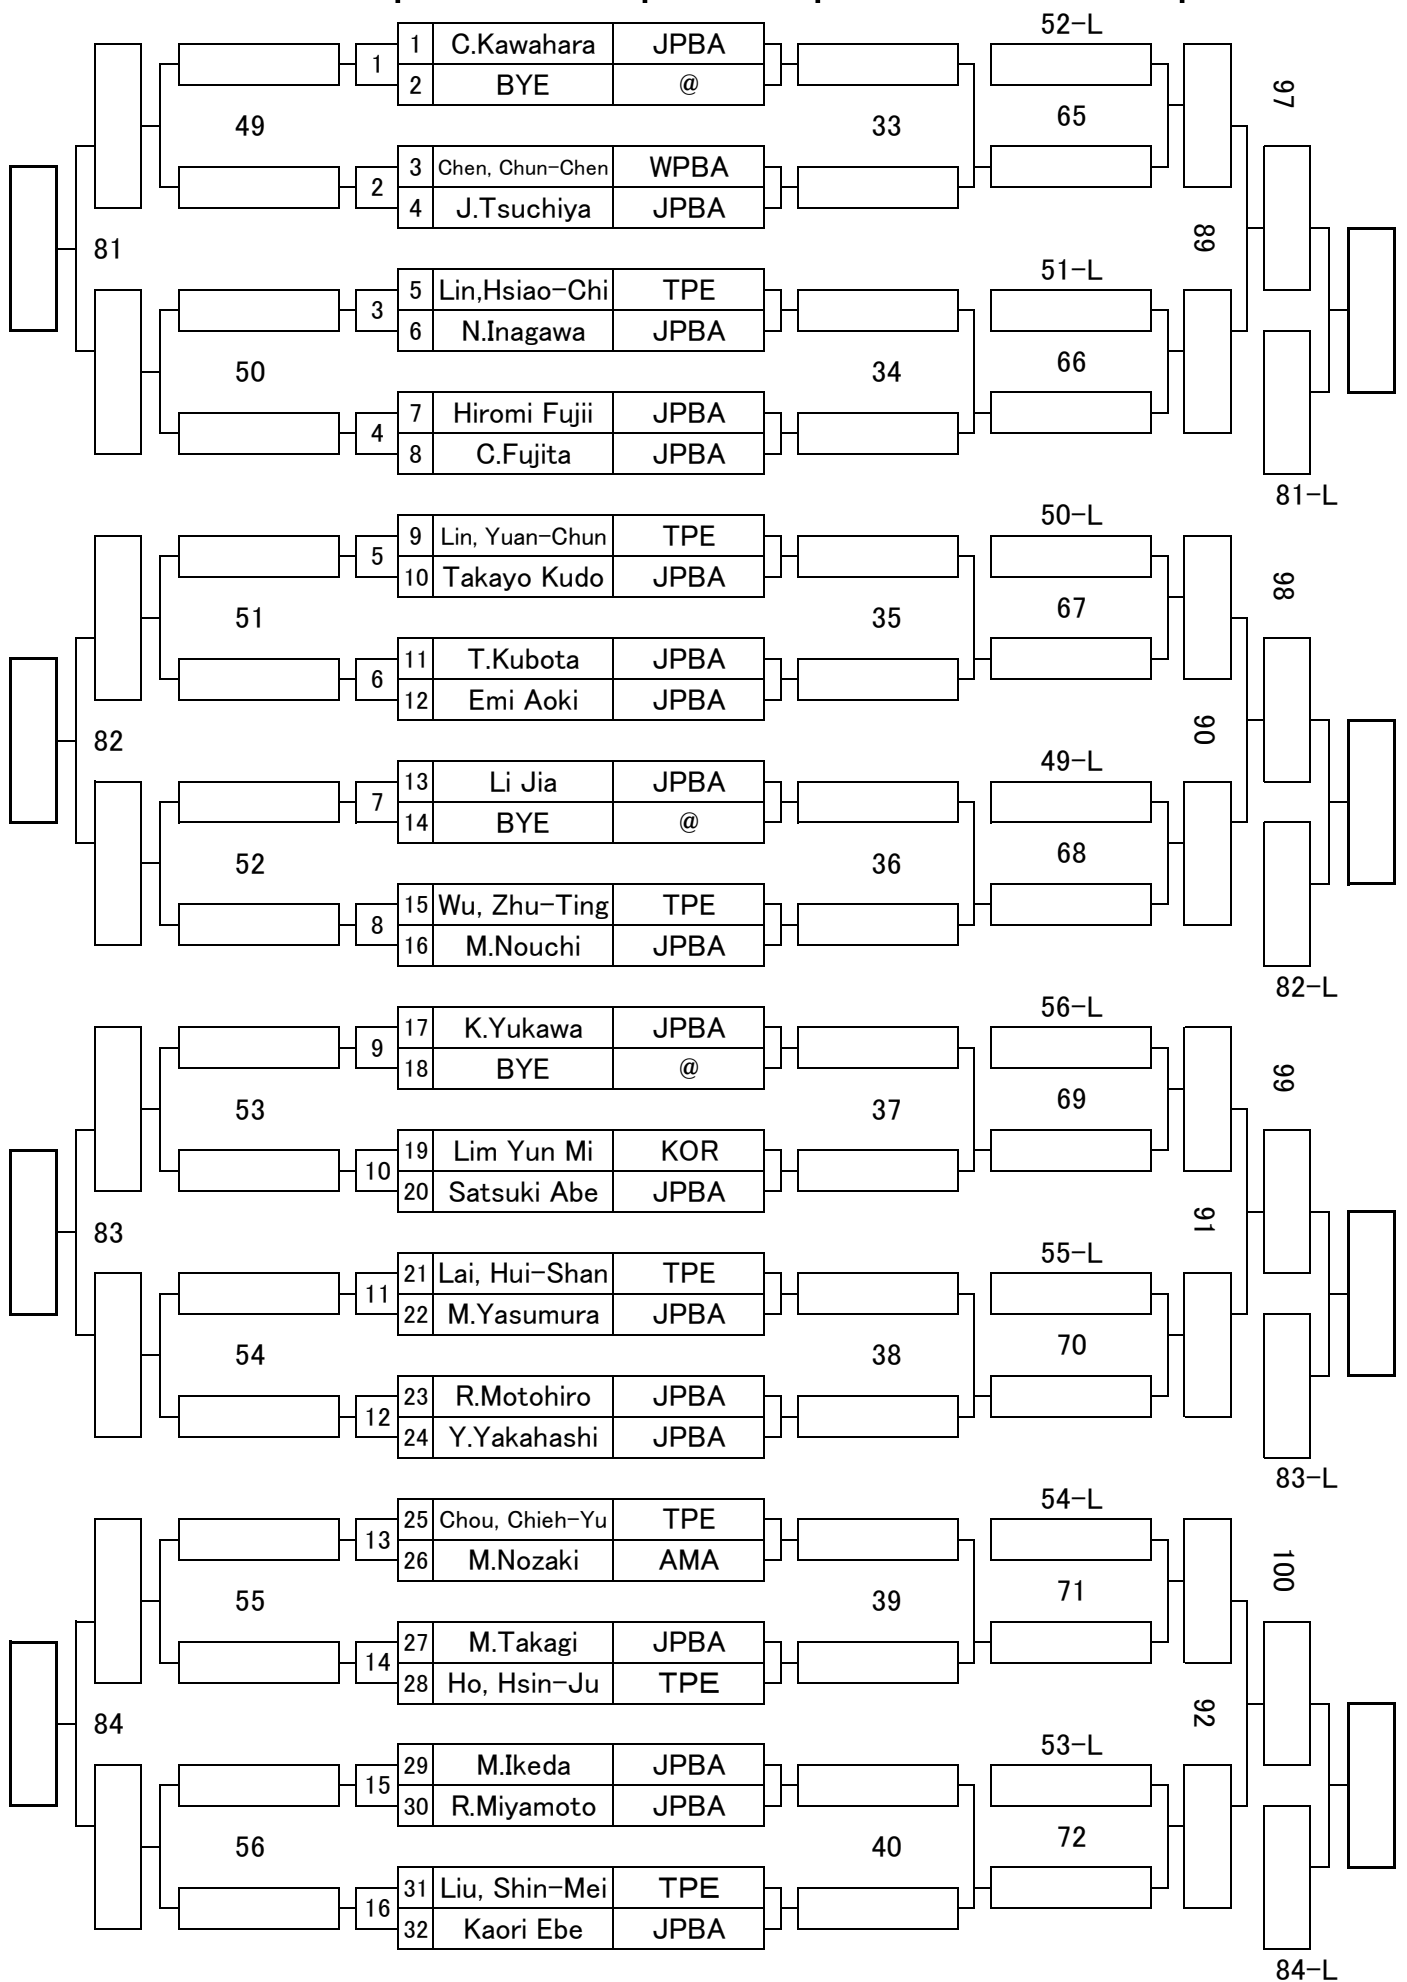 52-L
1 C.Kawahara JPBA
1
2 BYE @
97
49 33 65
3 Chen, Chun-Chen WPBA
2
4 J.Tsuchiya JPBA
81 89
51-L
5 Lin,Hsiao-Chi TPE
3
6 N.Inagawa JPBA
50 34 66
7 Hiromi Fujii JPBA
4
8 C.Fujita JPBA
81-L
50-L
9 Lin, Yuan-Chun TPE
5
10 Takayo Kudo JPBA
98
51 35 67
11 T.Kubota JPBA
6
12 Emi Aoki JPBA
82 90
49-L
13 Li Jia JPBA
7
14 BYE @
52 36 68
15 Wu, Zhu-Ting TPE
8
16 M.Nouchi JPBA
82-L
56-L
17 K.Yukawa JPBA
9
18 BYE @
99
53 37 69
19 Lim Yun Mi KOR
10
20 Satsuki Abe JPBA
83 91
55-L
21 Lai, Hui-Shan TPE
11
22 M.Yasumura JPBA
54 38 70
23 R.Motohiro JPBA
12
24 Y.Yakahashi JPBA
83-L
54-L
25 Chou, Chieh-Yu TPE
13
26 M.Nozaki AMA
100
55 39 71
27 M.Takagi JPBA
14
28 Ho, Hsin-Ju TPE
84 92
53-L
29 M.Ikeda JPBA
15
30 R.Miyamoto JPBA
56 40 72
31 Liu, Shin-Mei TPE
16
32 Kaori Ebe JPBA
84-L